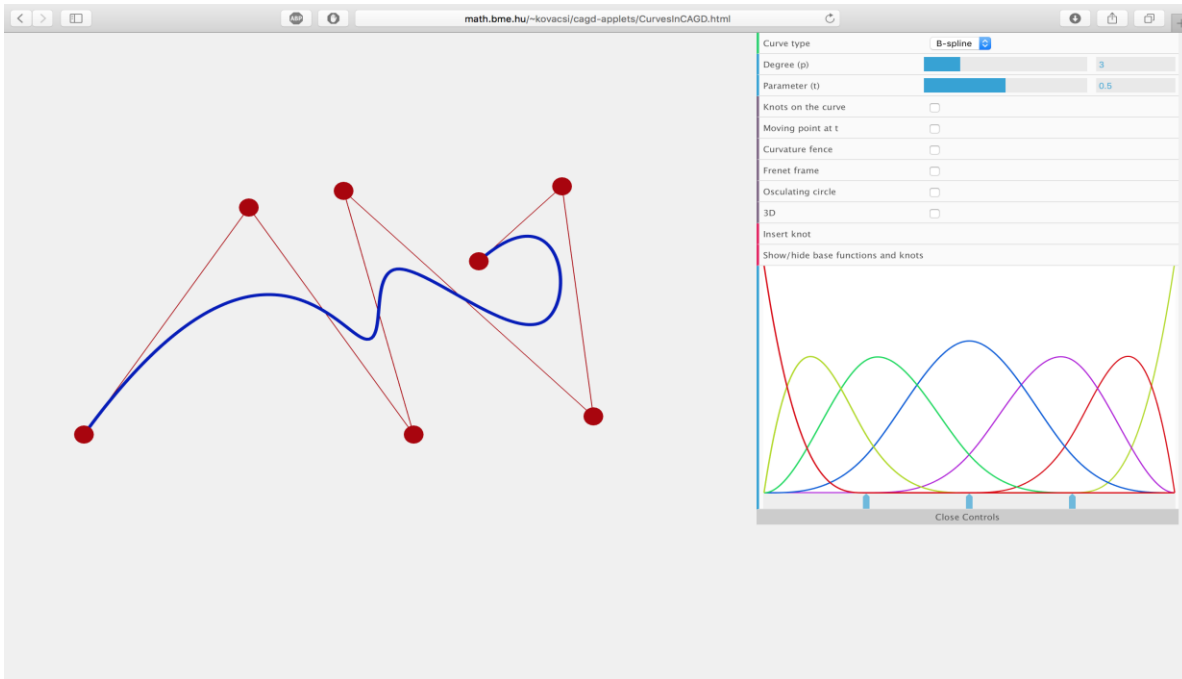 ABP
math.bme.hu/~kovacsi/cagd-applets/CurvesInCAGD.html
Curve type B-spline
Degree (p) 3
Parameter (t) 0.5
Knots on the curve
Moving point at t
Curvature fence
Frenet frame
Osculating circle
3D
Insert knot
Show/hide base functions and knots
Close Controls